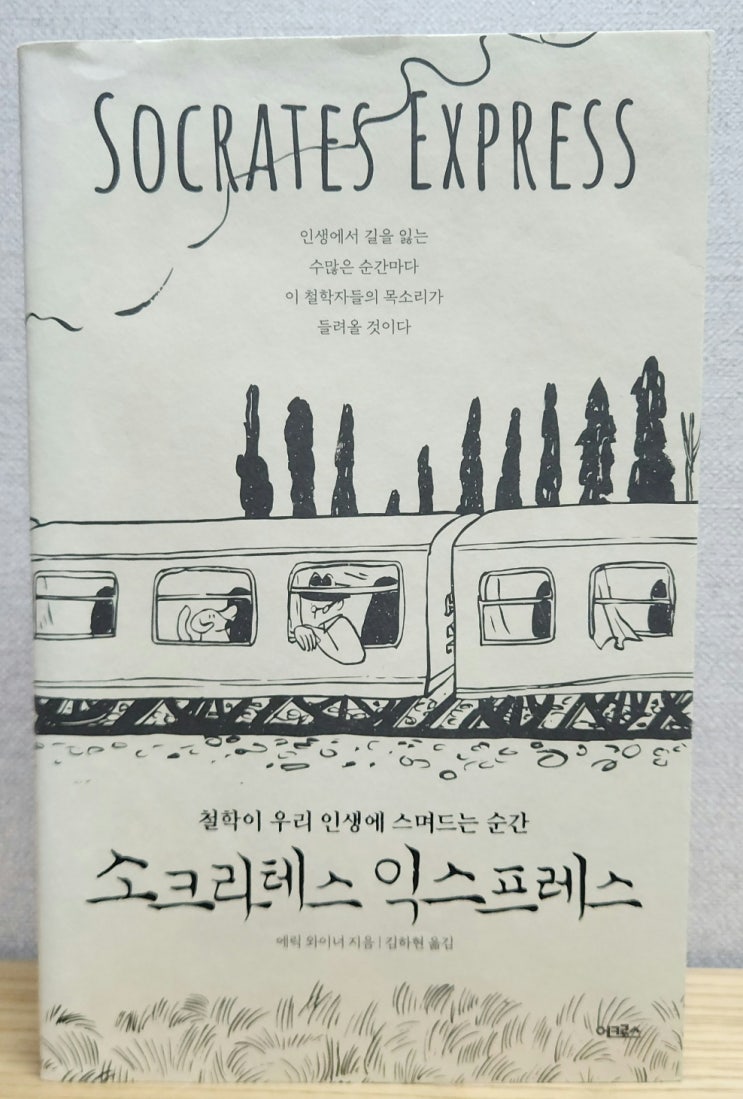 SOCRATES EXPRESS
인생에서 길을 잃는
수많은 순간마다
이 철학자들의 목소리가
들려올 것이다
철학이 우리 인생에 스며드는 순간
소크라테스 익스프레스
에릭 와이너 지음 | 김하현 옮김
어크로스